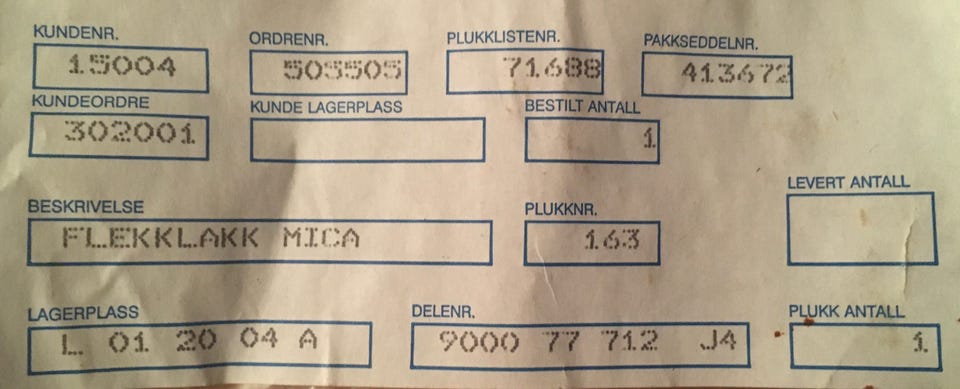 KUNDENR. ORDRENR. PLUKKLISTENR. PAKKSEDDELNR.
15004 505505 71688 413672
KUNDEORDRE KUNDE LAGERPLASS BESTILT ANTALL
302001 1
LEVERT ANTALL
BESKRIVELSE PLUKKNR.
FLEKKLAKK MICA 163
LAGERPLASS DELENR. PLUKK ANTALL
L 01 20 04 A 9000 77 712 J4 1